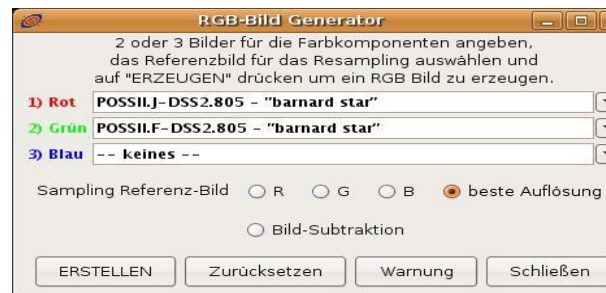 RGB-Bild Generator
2 oder 3 Bilder für die Farbkomponenten angeben,
das Referenzbild für das Resampling auswählen und
auf "ERZEUGEN" drücken um ein RGB Bild zu erzeugen.
1) Rot POSSII.J-DSS2.805 - "barnard star"
2) Grün POSSII.F-DSS2.805 - "barnard star"
3) Blau -- keines --
Sampling Referenz-Bild R G B beste Auflösung
Bild-Subtraktion
ERSTELLEN Zurücksetzen Warnung Schließen